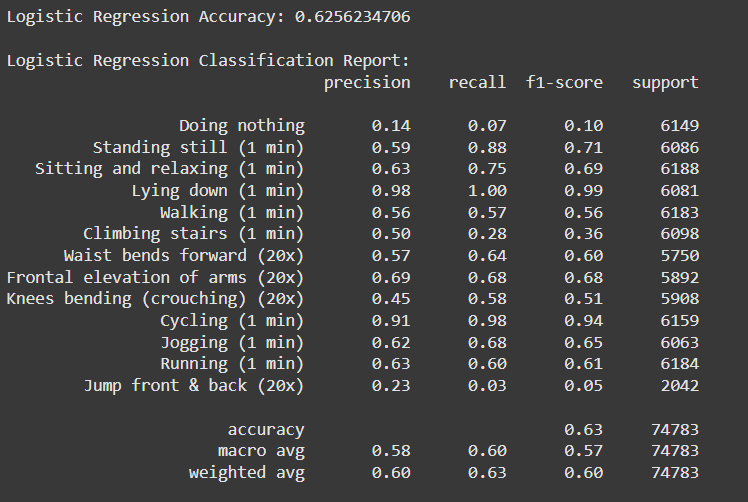 Logistic Regression Accuracy: 0.6256234706
Logistic Regression Classification Report:
precision recall f1-score support
Doing nothing 0.14 0.07 0.10 6149
Standing still (1 min) 0.59 0.88 0.71 6086
Sitting and relaxing (1 min) 0.63 0.75 0.69 6188
Lying down (1 min) 0.98 1.00 0.99 6081
Walking (1 min) 0.56 0.57 0.56 6183
Climbing stairs (1 min) 0.50 0.28 0.36 6098
Waist bends forward (20x) 0.57 0.64 0.60 5750
Frontal elevation of arms (20x) 0.69 0.68 0.68 5892
Knees bending (crouching) (20x) 0.45 0.58 0.51 5908
Cycling (1 min) 0.91 0.98 0.94 6159
Jogging (1 min) 0.62 0.68 0.65 6063
Running (1 min) 0.63 0.60 0.61 6184
Jump front & back (20x) 0.23 0.03 0.05 2042
accuracy 0.63 74783
macro avg 0.58 0.60 0.57 74783
weighted avg 0.60 0.63 0.60 74783